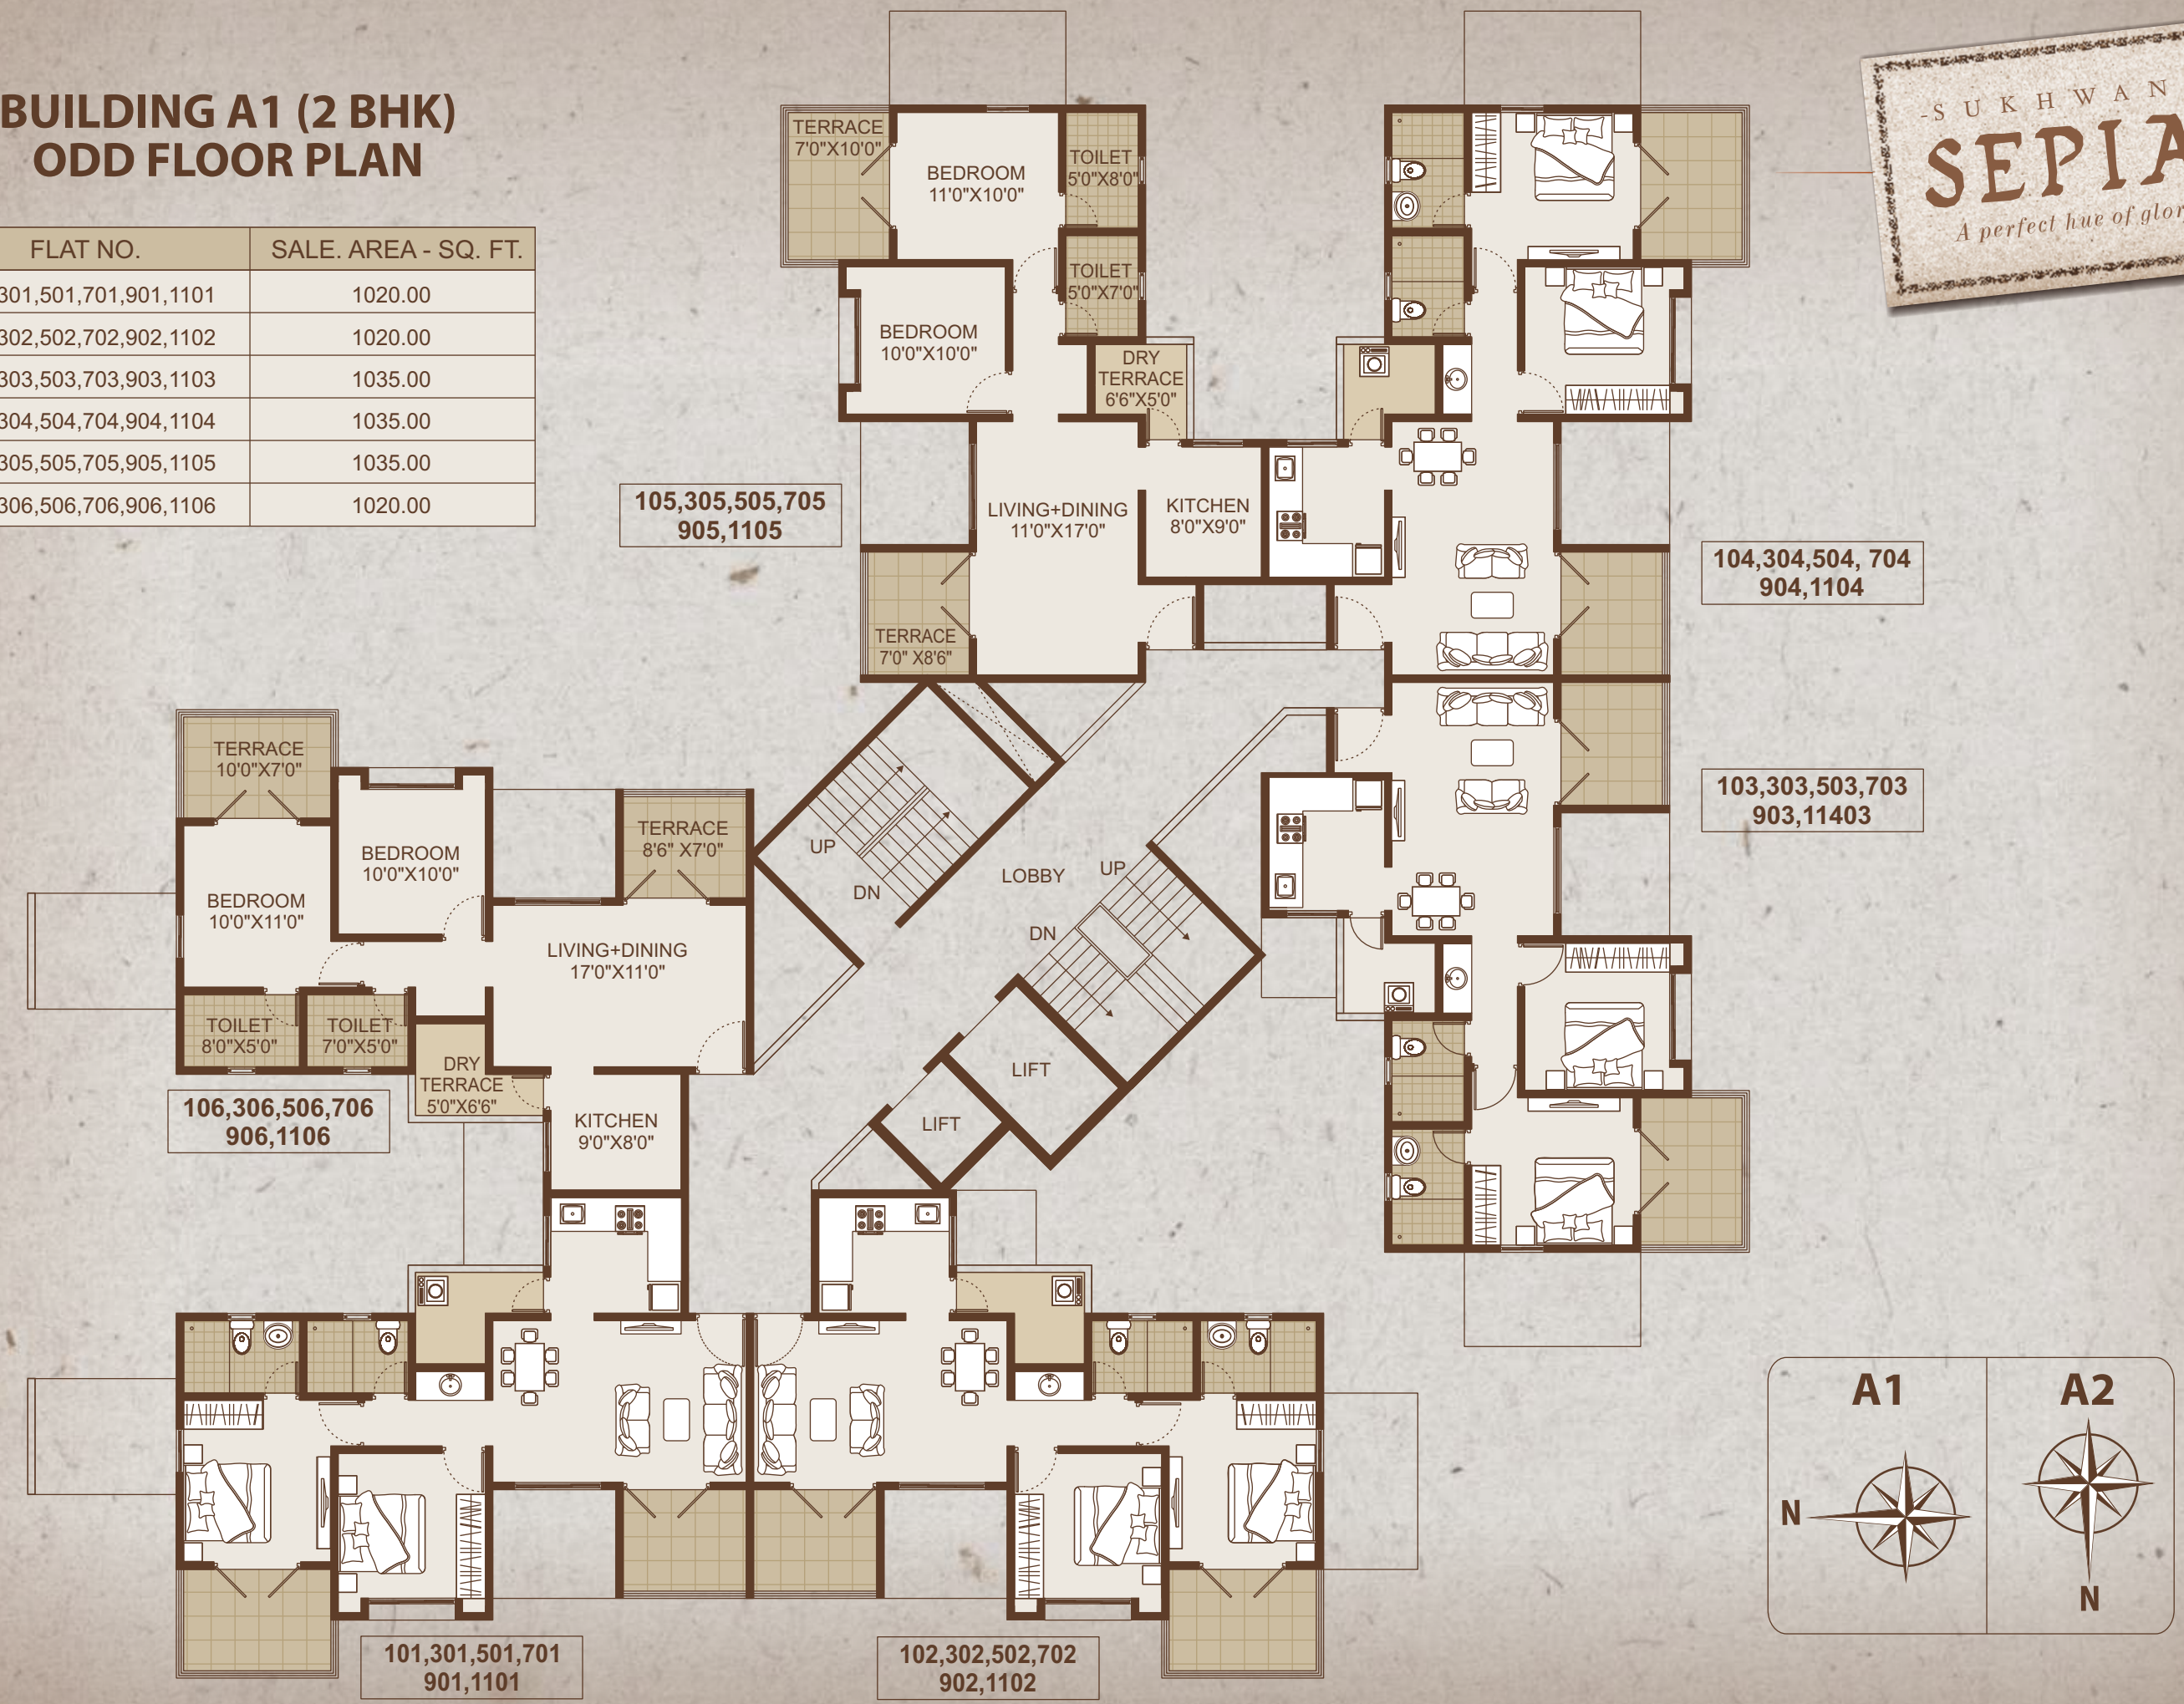 BUILDING A1 (2 BHK)
ODD FLOOR PLAN
FLAT NO. SALE. AREA - SQ. FT.
301,501,701,901,1101 1020.00
302,502,702,902,1102 1020.00
303,503,703,903,1103 1035.00
304,504,704,904,1104 1035.00
305,505,705,905,1105 1035.00
306,506,706,906,1106 1020.00
-SUKHWAN
SEPIA
A perfect hue of glor
TERRACE
7'0"X10'0"
BEDROOM
11'0"X10'0"
TOILET
5'0"X8'0"
TOILET
5'0"X7'0"
BEDROOM
10'0"X10'0"
DRY
TERRACE
6'6"X5'0"
LIVING+DINING
11'0"X17'0"
KITCHEN
8'0"X9'0"
TERRACE
7'0" X8'6"
105,305,505,705
905,1105
104,304,504, 704
904,1104
103,303,503,703
903,11403
TERRACE
10'0"X7'0"
BEDROOM
10'0"X10'0"
TERRACE
8'6" X7'0"
BEDROOM
10'0"X11'0"
LIVING+DINING
17'0"X11'0"
TOILET
8'0"X5'0"
TOILET
7'0"X5'0"
DRY
TERRACE
5'0"X6'6"
KITCHEN
9'0"X8'0"
106,306,506,706
906,1106
UP
DN
LOBBY
UP
DN
LIFT
LIFT
101,301,501,701
901,1101
102,302,502,702
902,1102
A1
N
A2
N